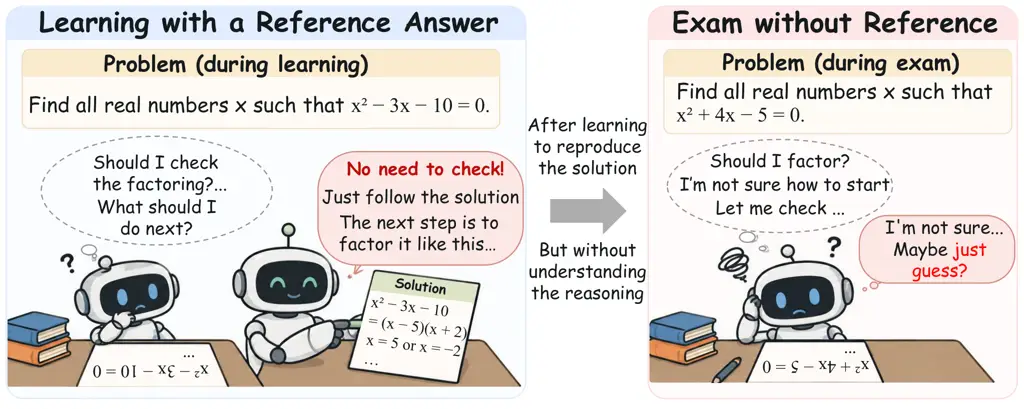 Learning with a Reference Answer
Problem (during learning)
Find all real numbers x such that x² − 3x − 10 = 0.
Should I check
the factoring?...
What should I
do next?
No need to check!
Just follow the solution
The next step is to
factor it like this...
?
Solution
x² − 3x − 10
= (x − 5)(x + 2)
x = 5 or x = −2
...
...
x² − 3x − 10 = 0
After learning
to reproduce
the solution
But without
understanding
the reasoning
Exam without Reference
Problem (during exam)
Find all real numbers x such that
x² + 4x − 5 = 0.
Should I factor?
I'm not sure how to start
Let me check ...
?
I'm not sure...
Maybe just
guess?
...
x² + 4x − 5 = 0